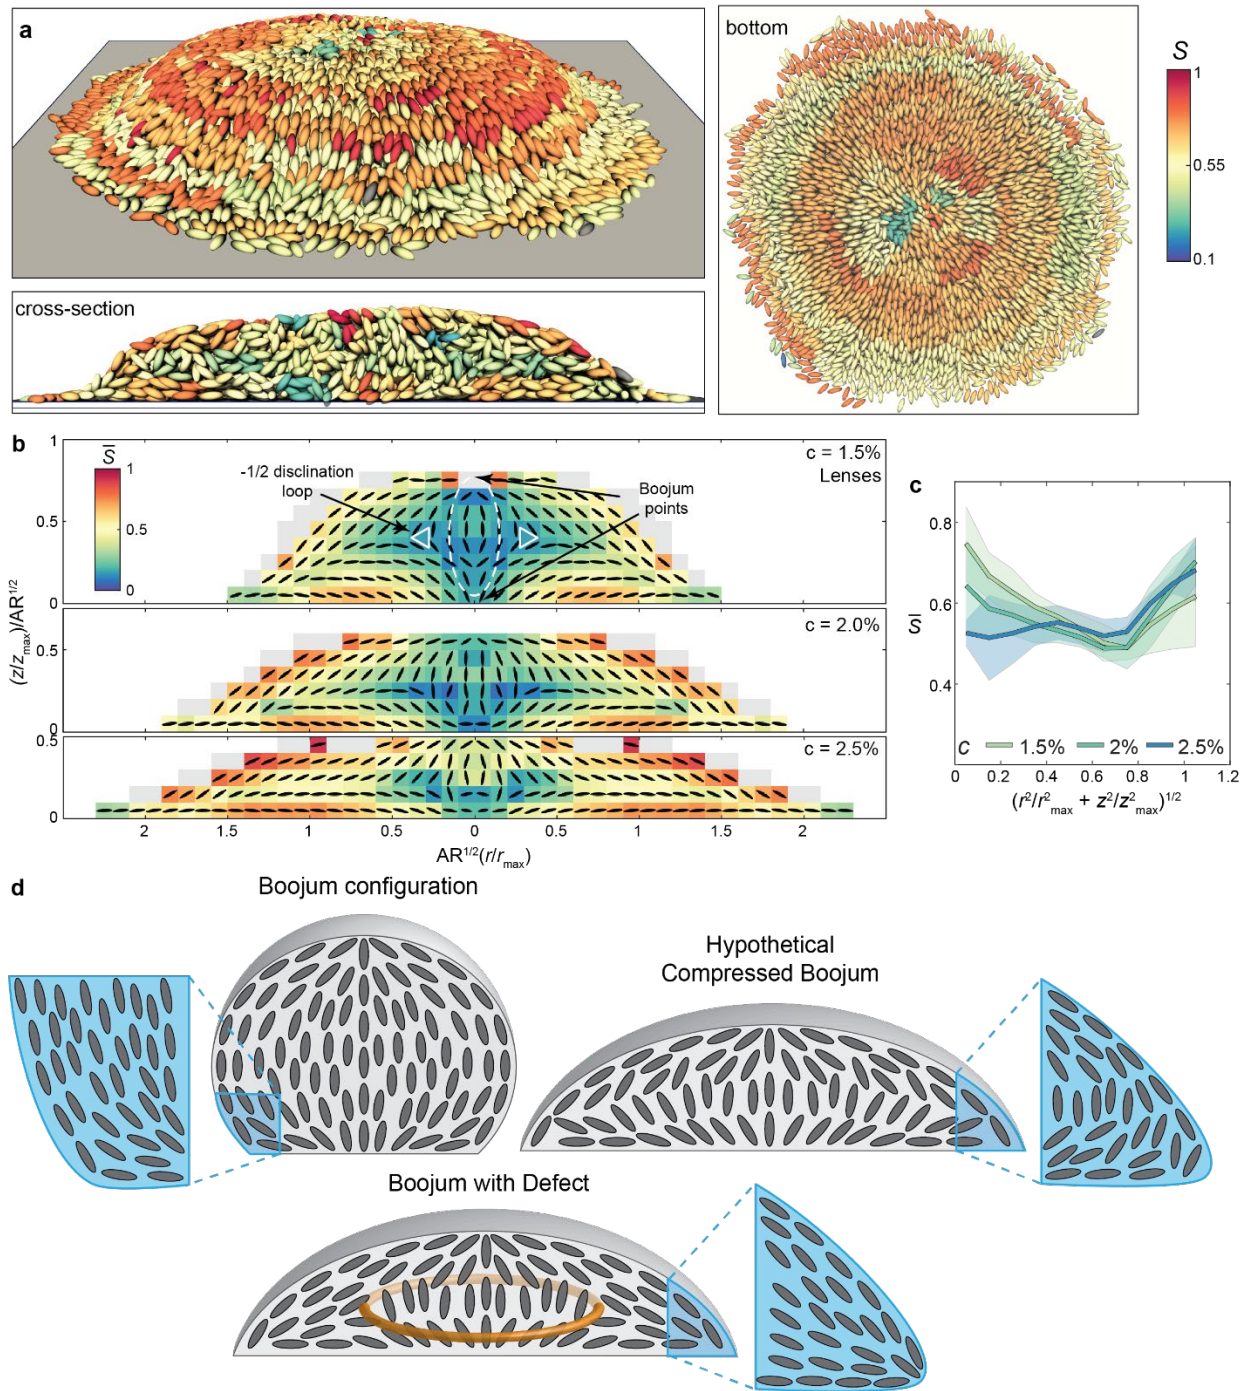 a
bottom
S
1
0.55
0.1
cross-section
b
S̅
1
0.5
0
-1/2 disclination
loop
Boojum
points
c = 1.5%
Lenses
1
0.5
0
(z/z_max)/AR^1/2
c = 2.0%
0.5
0
c = 2.5%
0.5
0
2 1.5 1 0.5 0 0.5 1 1.5 2
AR^1/2(r/r_max)
c
0.8
0.6
0.4
S̅
c 1.5% 2% 2.5%
0 0.2 0.4 0.6 0.8 1 1.2
(r²/r²_max + z²/z²_max)^1/2
d
Boojum configuration
Hypothetical
Compressed Boojum
Boojum with Defect